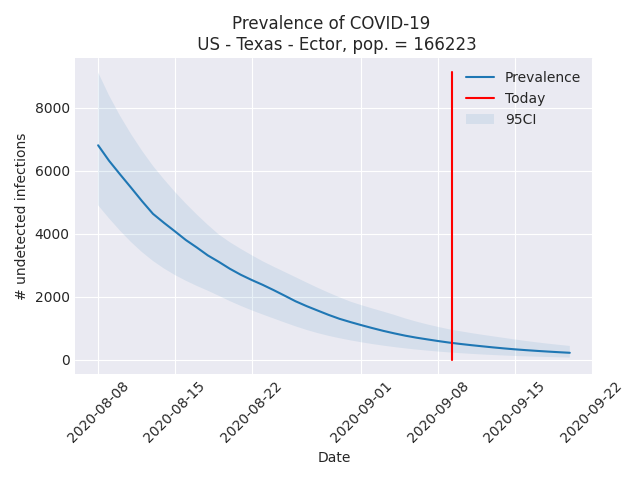 Prevalence of COVID-19
US - Texas - Ector, pop. = 166223
Prevalence
Today
95CI
# undetected infections
8000
6000
4000
2000
0
2020-08-08
2020-08-15
2020-08-22
2020-09-01
2020-09-08
2020-09-15
2020-09-22
Date